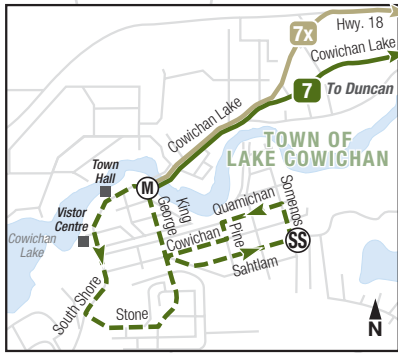 7x
Hwy. 18
Cowichan Lake
7
To Duncan
Cowichan Lake
TOWN OF
LAKE COWICHAN
Town
Hall
M
King
George
Quamichan
Somenos
Vistor
Centre
Cowichan
Lake
Cowichan
Pine
SS
Sahtlam
South Shore
Stone
N